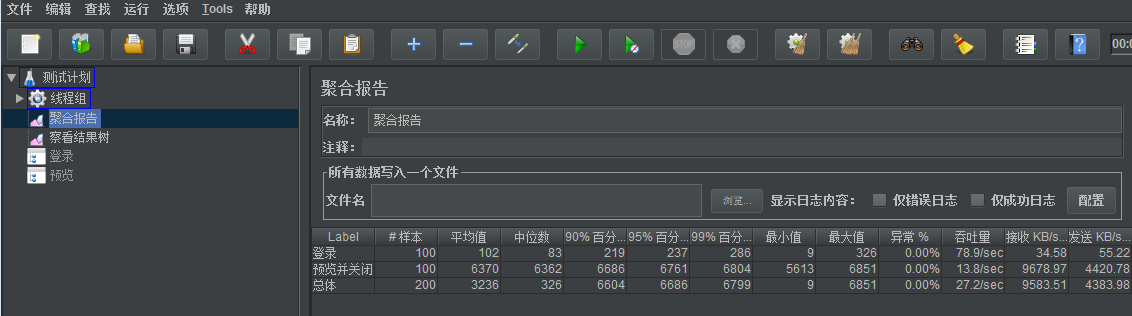 文件 编辑 查找 运行 选项 Tools 帮助
STOP
00:0
测试计划
线程组
聚合报告
察看结果树
登录
预览
聚合报告
名称： 聚合报告
注释：
所有数据写入一个文件
文件名 浏览... 显示日志内容： 仅错误日志 仅成功日志 配置
Label # 样本 平均值 中位数 90% 百分... 95% 百分... 99% 百分... 最小值 最大值 异常 % 吞吐量 接收 KB/s... 发送 KB/s...
登录 100 102 83 219 237 286 9 326 0.00% 78.9/sec 34.58 55.22
预览并关闭 100 6370 6362 6686 6761 6804 5613 6851 0.00% 13.8/sec 9678.97 4420.78
总体 200 3236 326 6604 6686 6799 9 6851 0.00% 27.2/sec 9583.51 4383.98